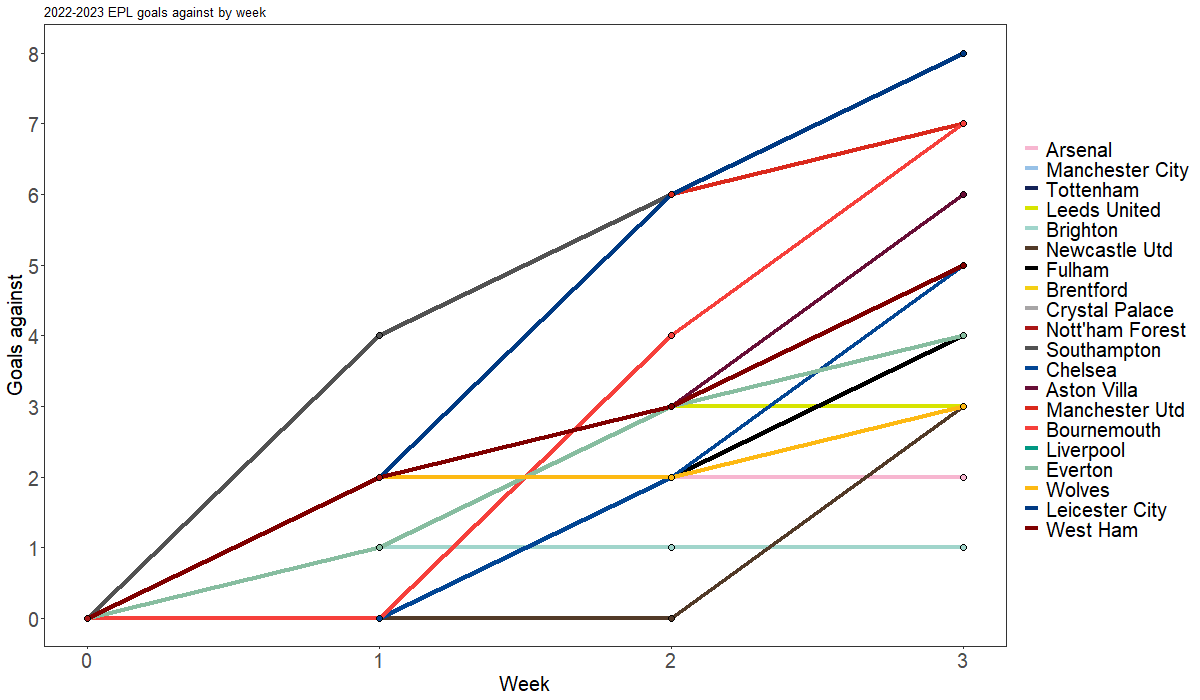 2022-2023 EPL goals against by week
8
7
6
5
4
3
2
1
0
Goals against
0 1 2 3
Week
Arsenal
Manchester City
Tottenham
Leeds United
Brighton
Newcastle Utd
Fulham
Brentford
Crystal Palace
Nott'ham Forest
Southampton
Chelsea
Aston Villa
Manchester Utd
Bournemouth
Liverpool
Everton
Wolves
Leicester City
West Ham